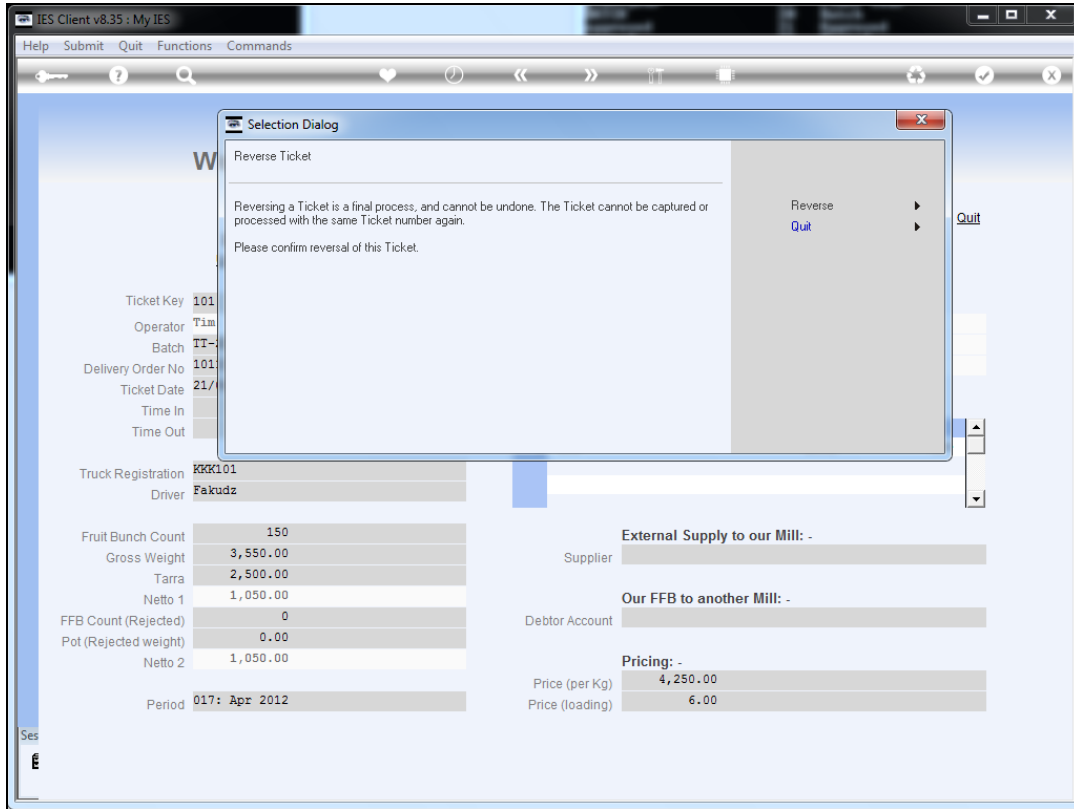 IES Client v8.35 : My IES
Help Submit Quit Functions Commands
Selection Dialog
W
Reverse Ticket
Reversing a Ticket is a final process, and cannot be undone. The Ticket cannot be captured or
processed with the same Ticket number again.
Please confirm reversal of this Ticket.
Reverse
Quit
Quit
Ticket Key 101
Operator Tim
Batch TT-
Delivery Order No 101
Ticket Date 21/
Time In
Time Out
Truck Registration KKK101
Driver Fakudz
Fruit Bunch Count 150
Gross Weight 3,550.00
Tarra 2,500.00
Netto 1 1,050.00
FFB Count (Rejected) 0
Pot (Rejected weight) 0.00
Netto 2 1,050.00
Period 017: Apr 2012
External Supply to our Mill: -
Supplier
Our FFB to another Mill: -
Debtor Account
Pricing: -
Price (per Kg) 4,250.00
Price (loading) 6.00
Ses